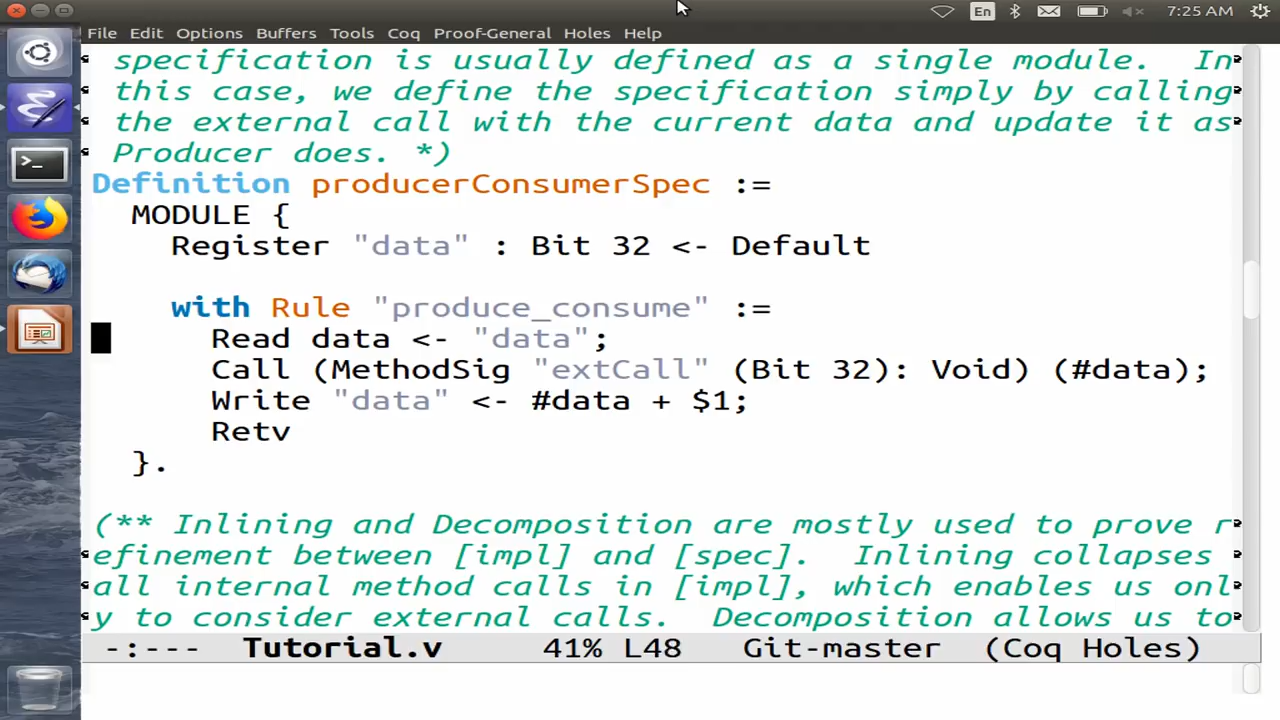 En
7:25 AM
File Edit Options Buffers Tools Coq Proof-General Holes Help
specification is usually defined as a single module.  In
this case, we define the specification simply by calling
the external call with the current data and update it as
Producer does. *)
Definition producerConsumerSpec :=
MODULE {
Register "data" : Bit 32 <- Default
with Rule "produce_consume" :=
Read data <- "data";
Call (MethodSig "extCall" (Bit 32): Void) (#data);
Write "data" <- #data + $1;
Retv
}.
(** Inlining and Decomposition are mostly used to prove r
efinement between [impl] and [spec].  Inlining collapses
all internal method calls in [impl], which enables us onl
y to consider external calls.  Decomposition allows us to
-:--- Tutorial.v 41% L48 Git-master (Coq Holes)